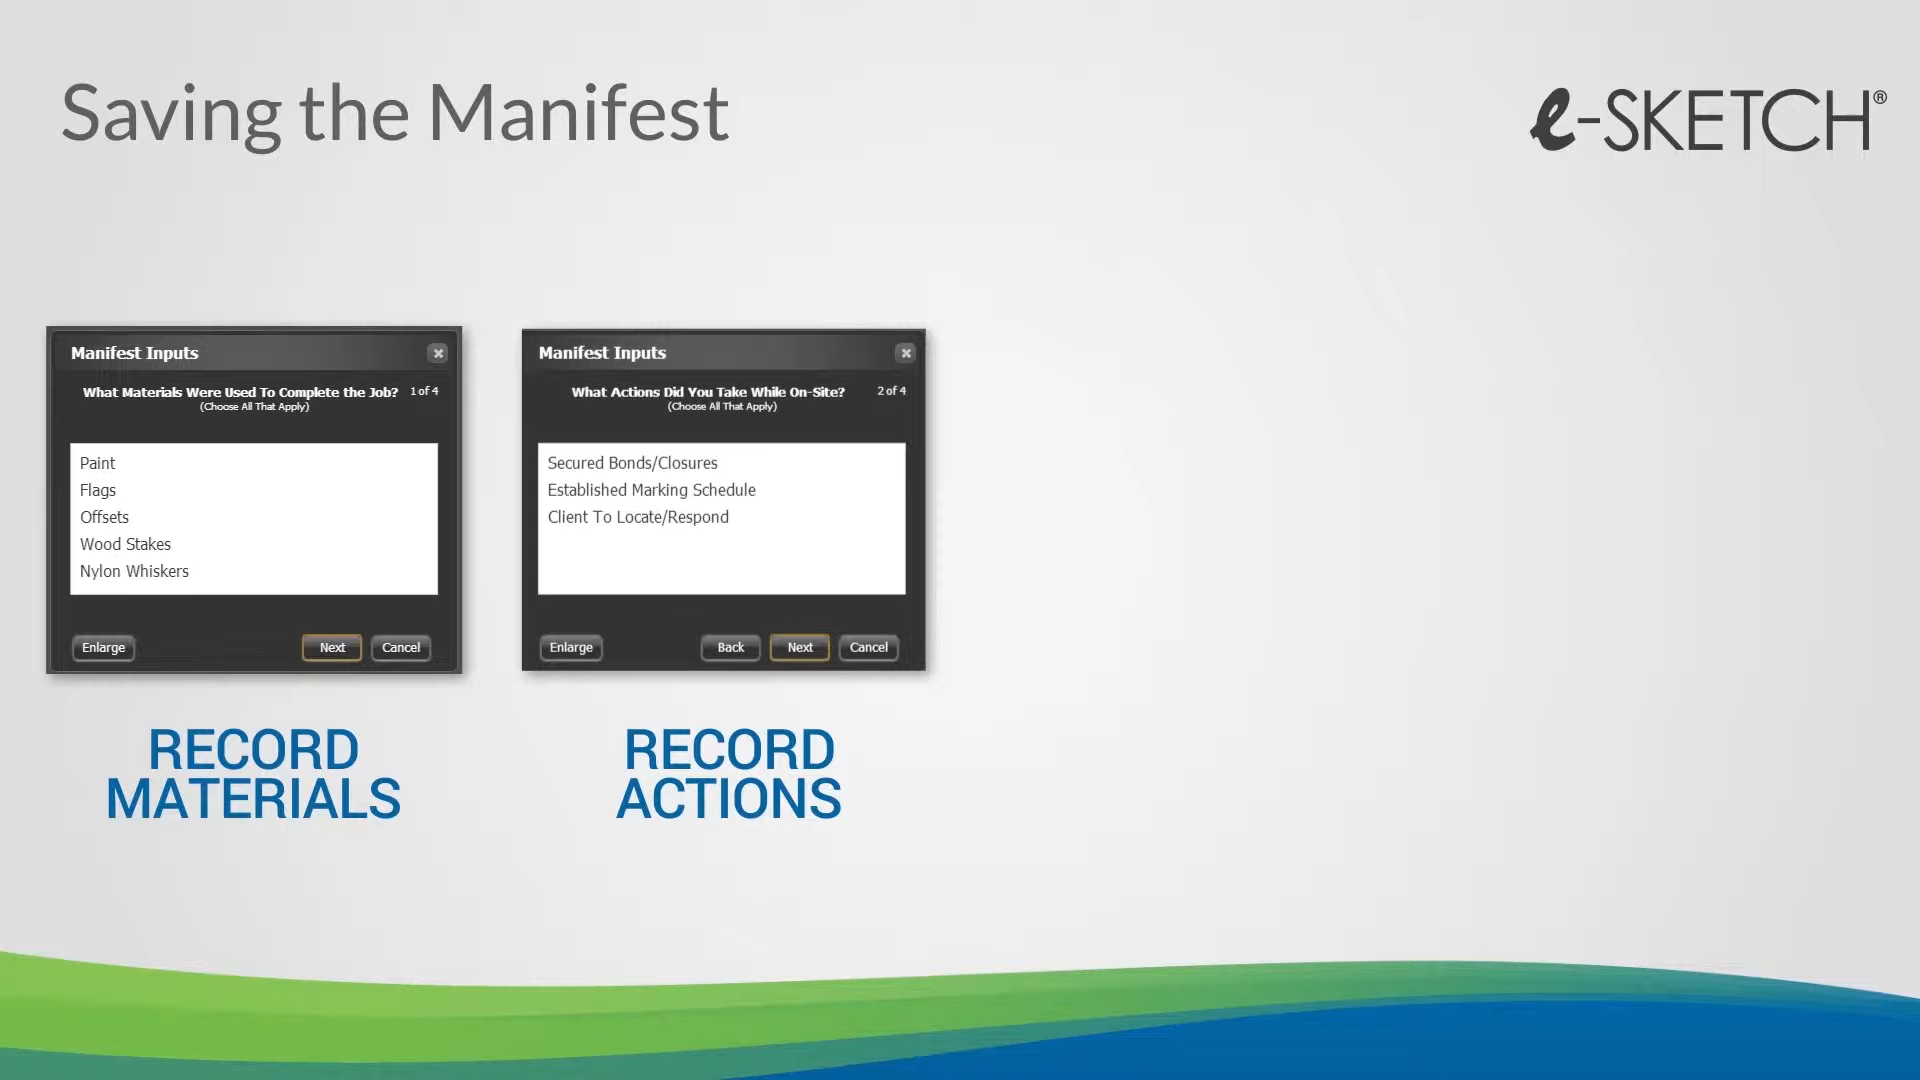 Saving the Manifest
e-SKETCH®
Manifest Inputs
What Materials Were Used To Complete the Job? 1 of 4
(Choose All That Apply)
Paint
Flags
Offsets
Wood Stakes
Nylon Whiskers
Enlarge Next Cancel
RECORD
MATERIALS
Manifest Inputs
What Actions Did You Take While On-Site? 2 of 4
(Choose All That Apply)
Secured Bonds/Closures
Established Marking Schedule
Client To Locate/Respond
Enlarge Back Next Cancel
RECORD
ACTIONS